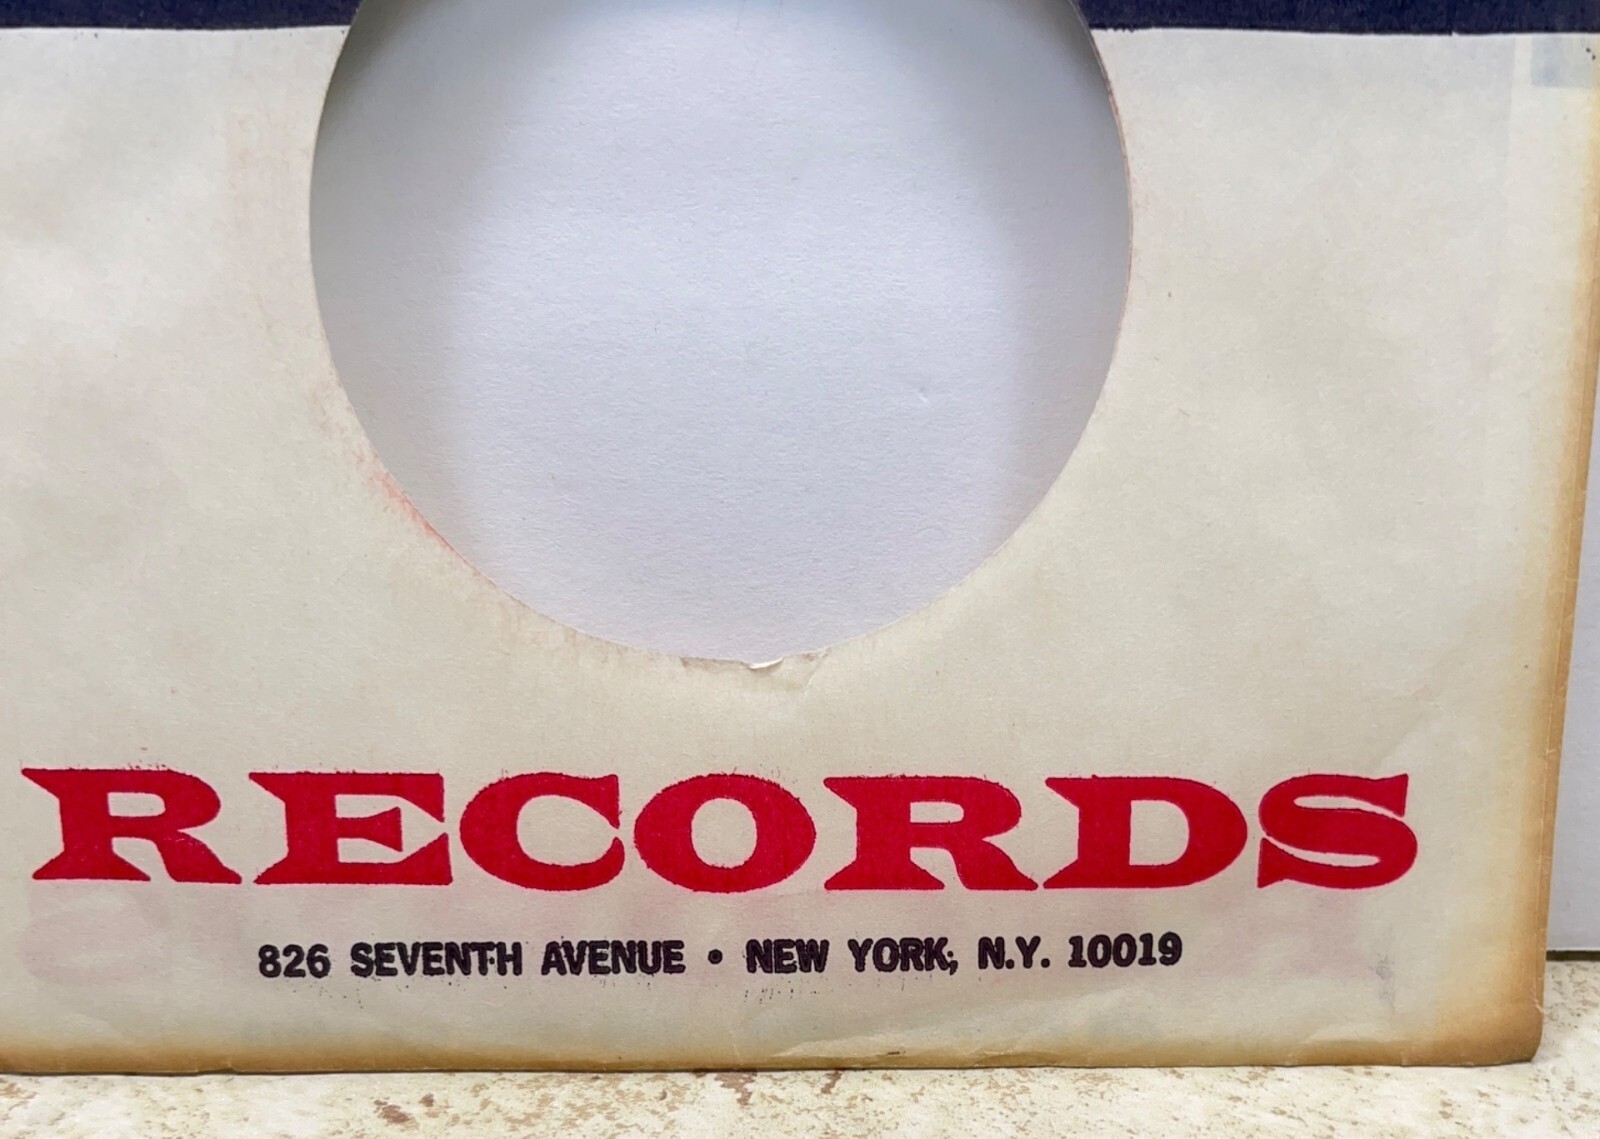 RECORDS
826 SEVENTH AVENUE • NEW YORK, N.Y. 10019